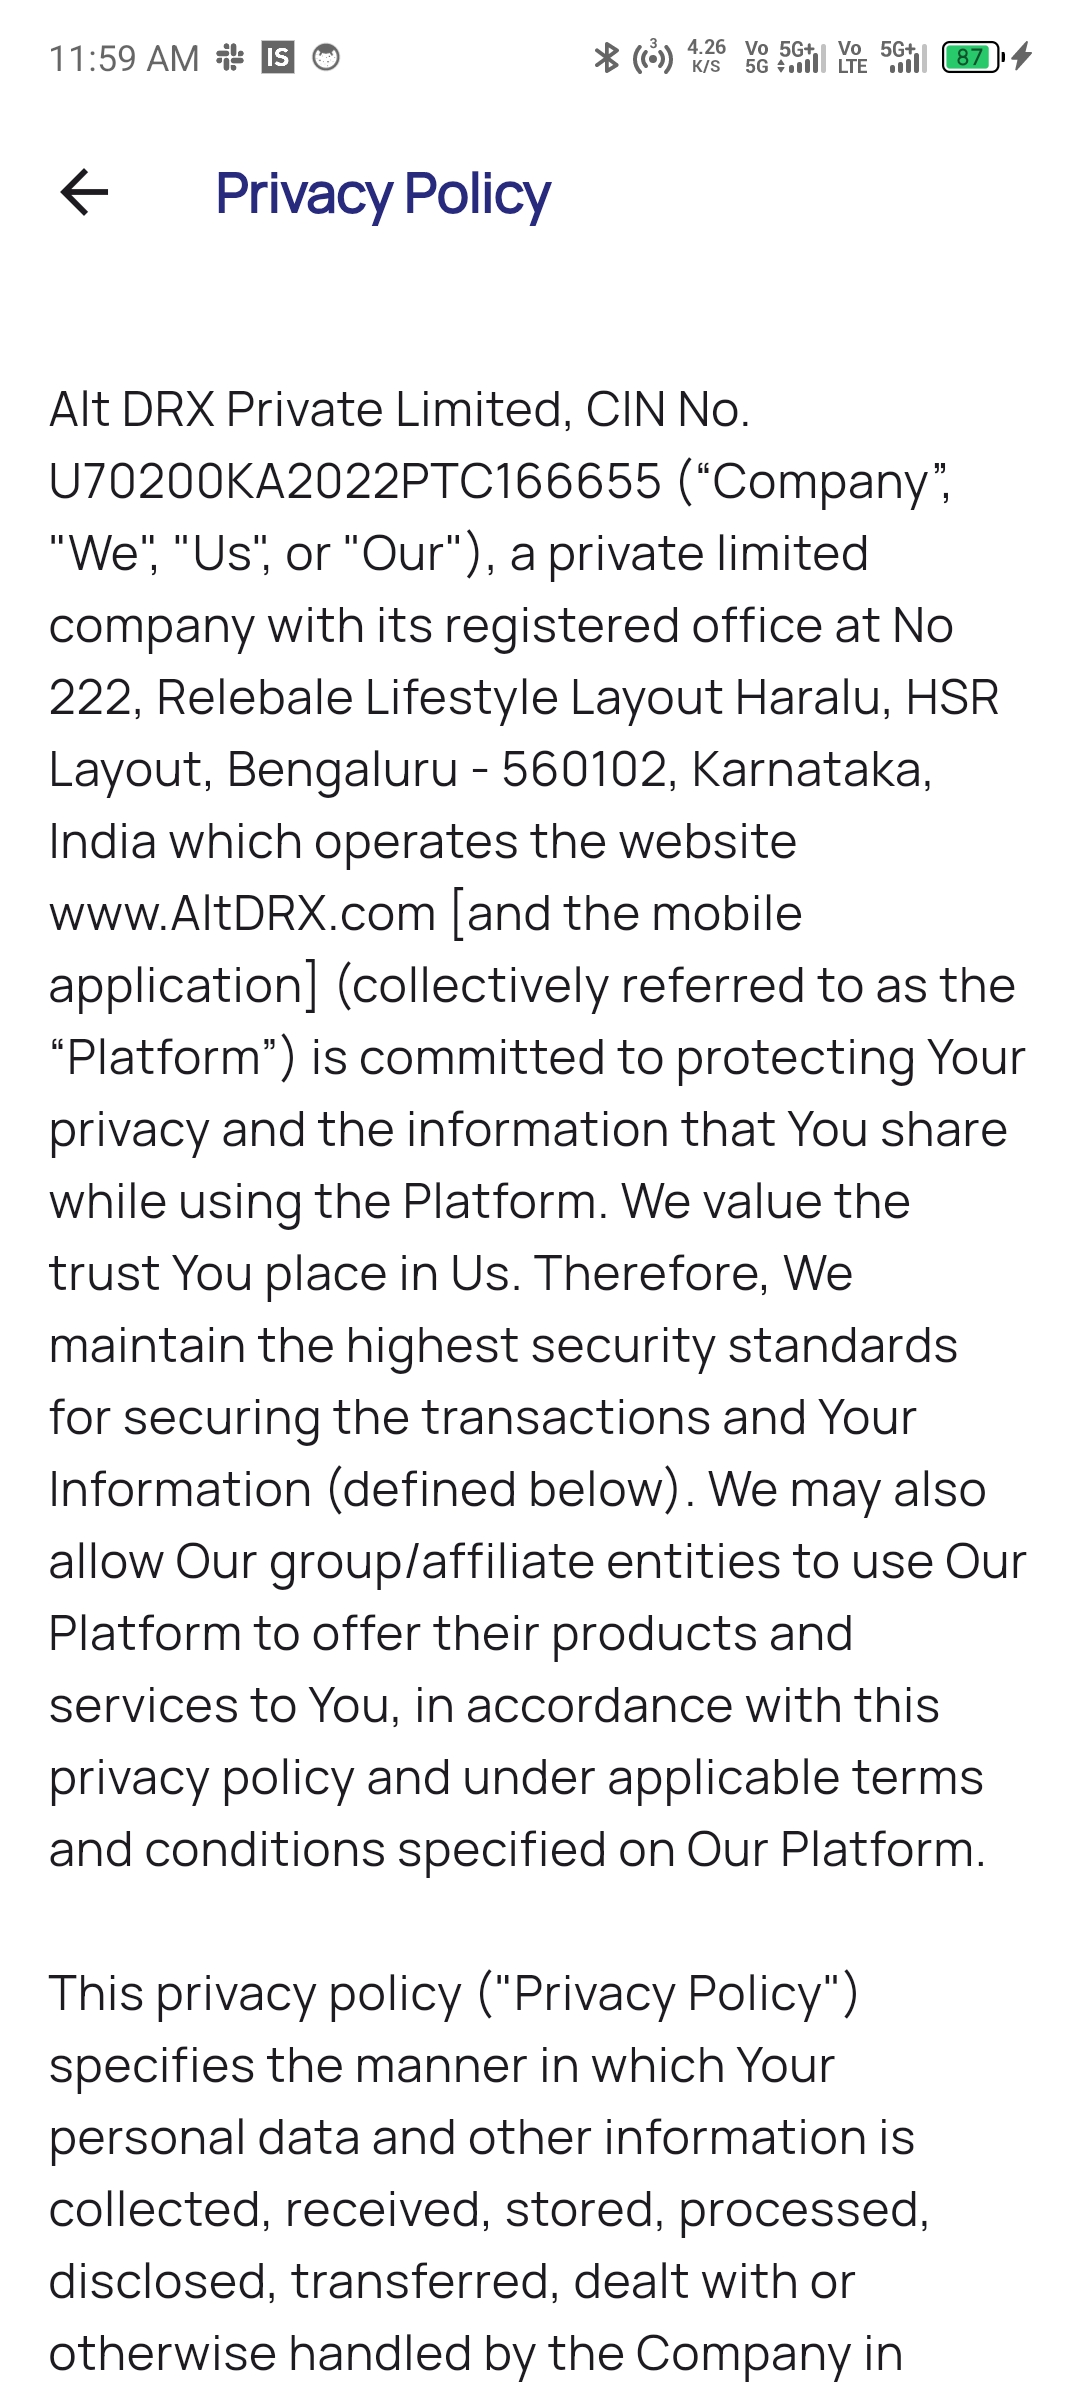 11:59 AM IS 3 4.26 K/S Vo 5G 5G+ Vo LTE 5G+ 87
Privacy Policy
Alt DRX Private Limited, CIN No.
U70200KA2022PTC166655 (“Company”,
"We", "Us", or "Our"), a private limited
company with its registered office at No
222, Relebale Lifestyle Layout Haralu, HSR
Layout, Bengaluru - 560102, Karnataka,
India which operates the website
www.AltDRX.com [and the mobile
application] (collectively referred to as the
“Platform”) is committed to protecting Your
privacy and the information that You share
while using the Platform. We value the
trust You place in Us. Therefore, We
maintain the highest security standards
for securing the transactions and Your
Information (defined below). We may also
allow Our group/affiliate entities to use Our
Platform to offer their products and
services to You, in accordance with this
privacy policy and under applicable terms
and conditions specified on Our Platform.
This privacy policy ("Privacy Policy")
specifies the manner in which Your
personal data and other information is
collected, received, stored, processed,
disclosed, transferred, dealt with or
otherwise handled by the Company in